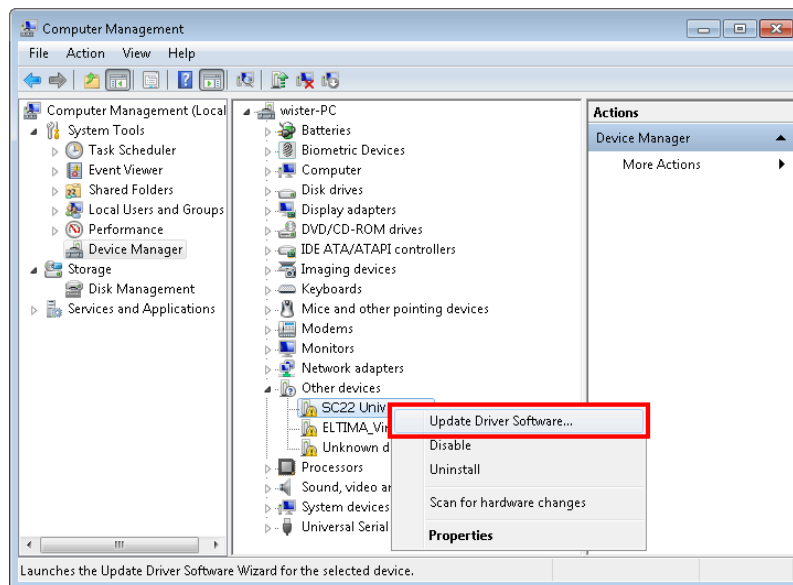 Computer Management
File Action View Help
Computer Management (Local
System Tools
Task Scheduler
Event Viewer
Shared Folders
Local Users and Groups
Performance
Device Manager
Storage
Disk Management
Services and Applications
wister-PC
Batteries
Biometric Devices
Computer
Disk drives
Display adapters
DVD/CD-ROM drives
IDE ATA/ATAPI controllers
Imaging devices
Keyboards
Mice and other pointing devices
Modems
Monitors
Network adapters
Other devices
SC22 Univ
ELTIMA_Vir
Unknown d
Processors
Sound, video ar
System devices
Universal Serial
Update Driver Software...
Disable
Uninstall
Scan for hardware changes
Properties
Actions
Device Manager
More Actions
Launches the Update Driver Software Wizard for the selected device.